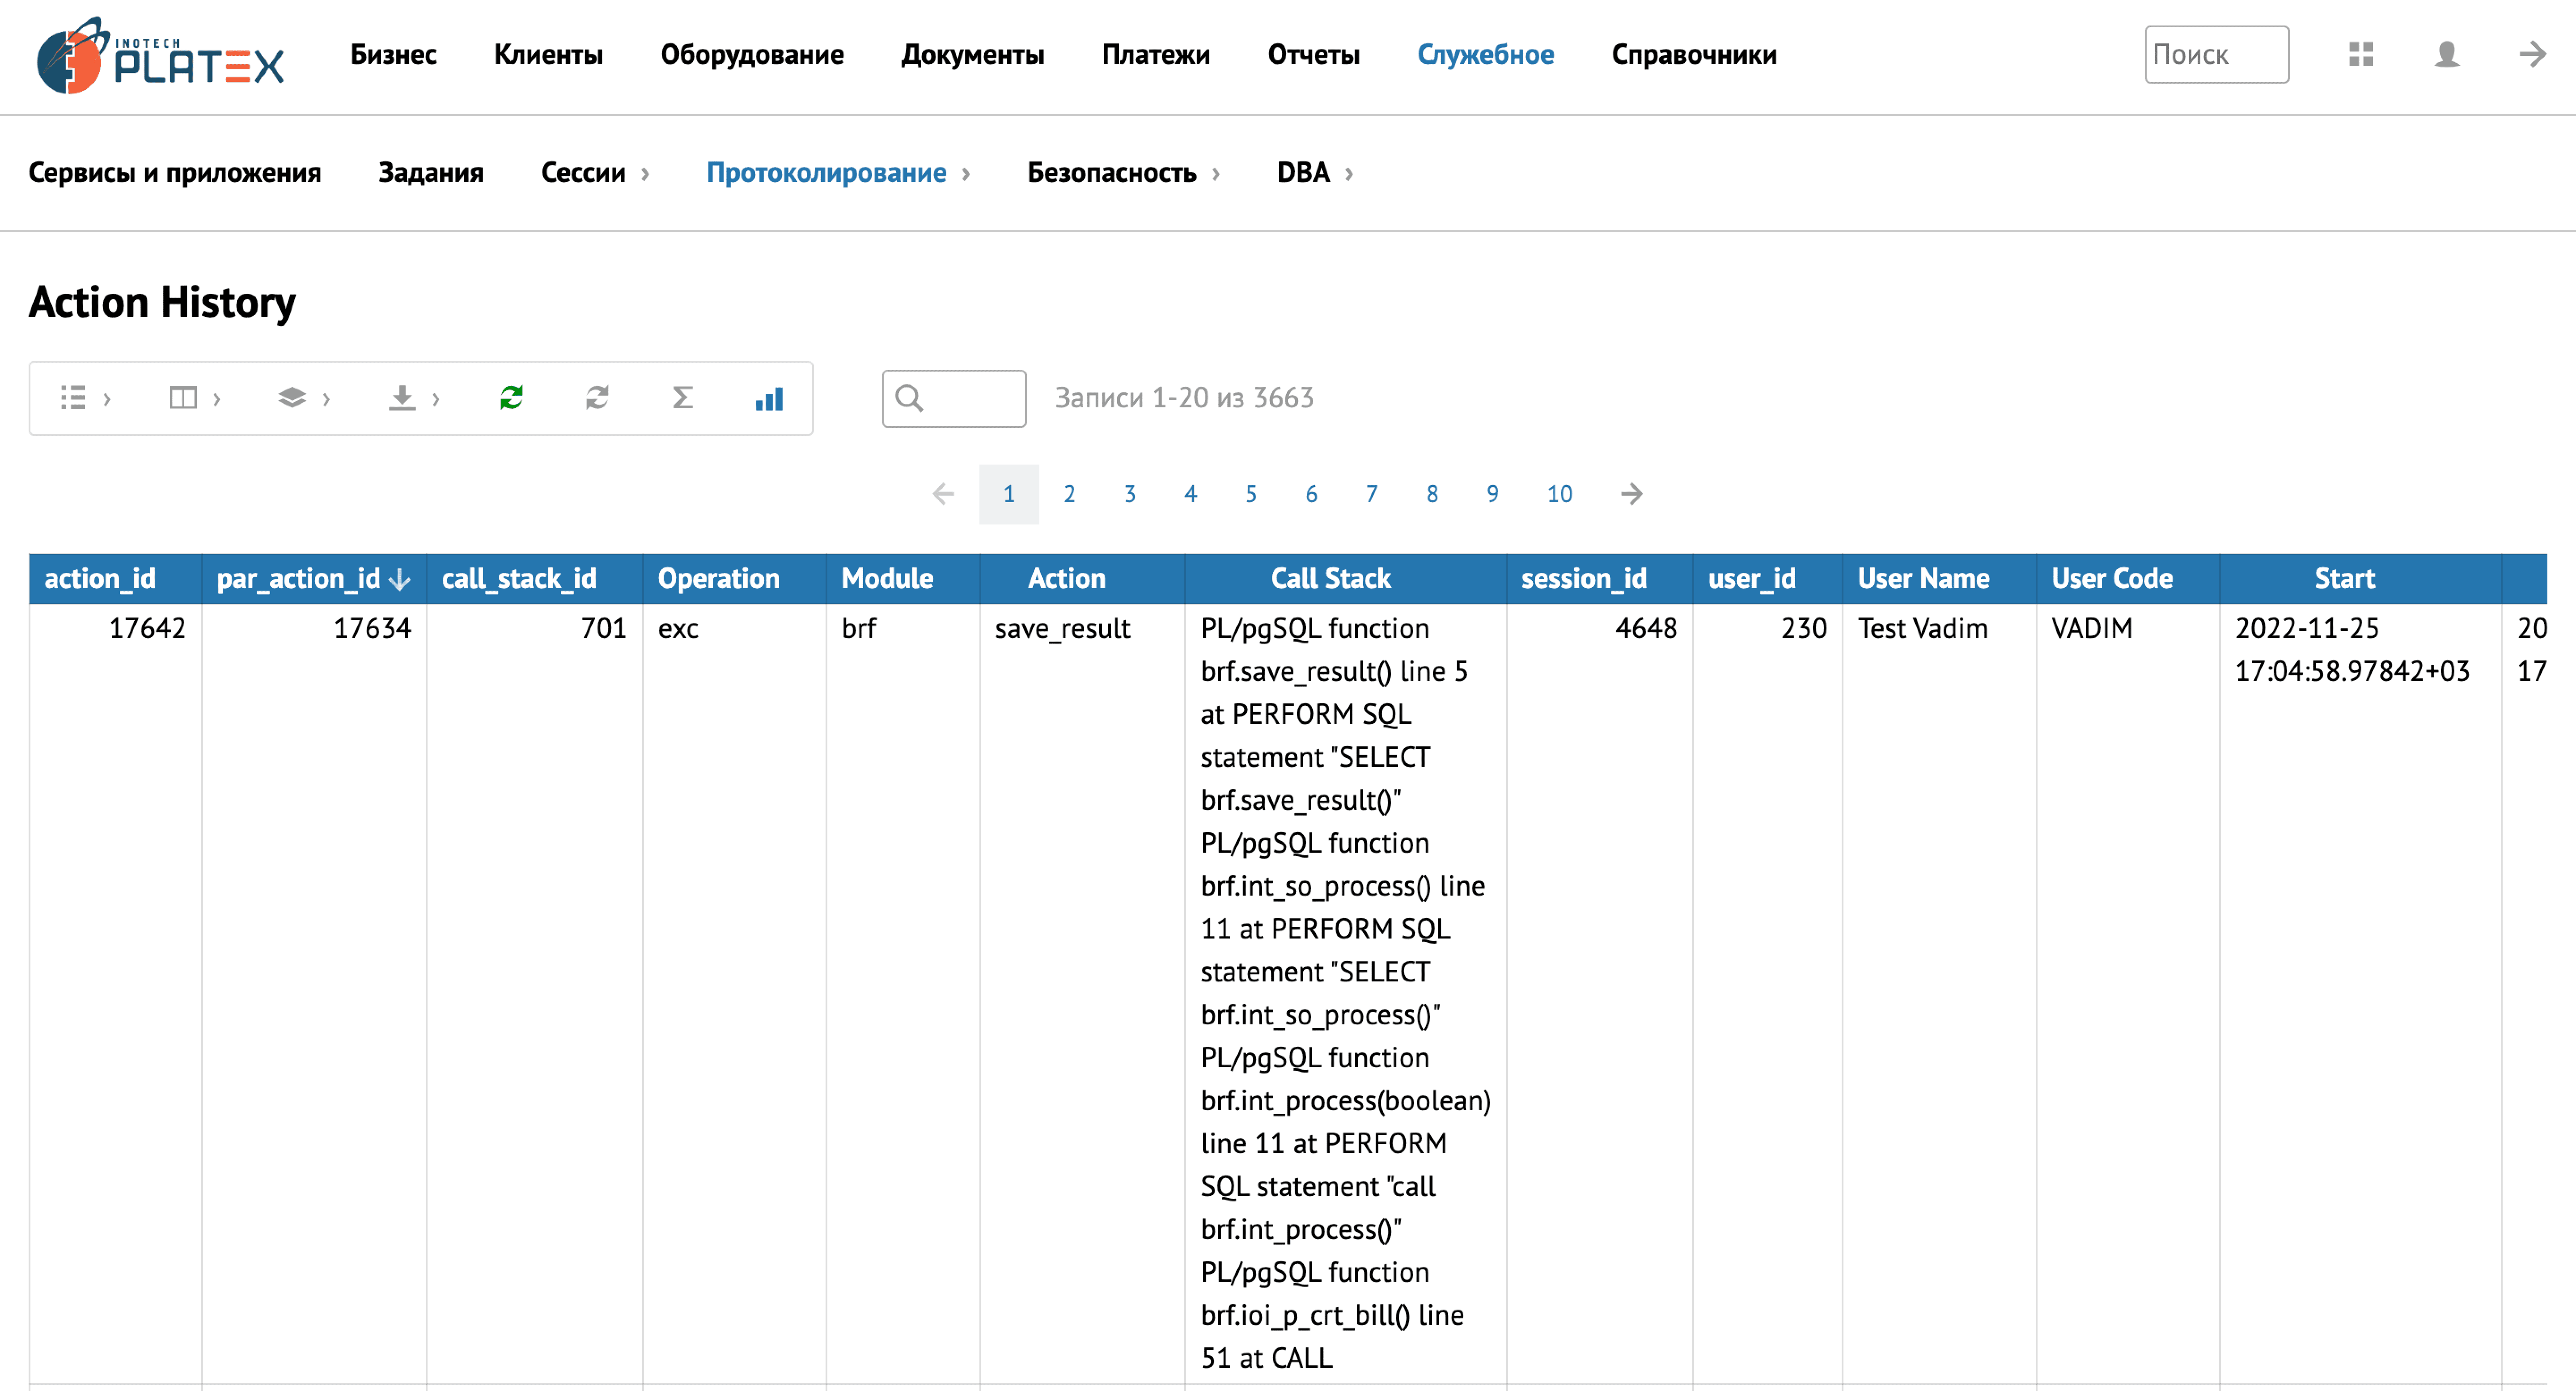 INOTECH
PLATEX
Бизнес Клиенты Оборудование Документы Платежи Отчеты Служебное Справочники Поиск
Сервисы и приложения Задания Сессии › Протоколирование › Безопасность › DBA ›
Action History
Записи 1-20 из 3663
1 2 3 4 5 6 7 8 9 10
action_id par_action_id call_stack_id Operation Module Action Call Stack session_id user_id User Name User Code Start
17642 17634 701 exc brf save_result PL/pgSQL function 4648 230 Test Vadim VADIM 2022-11-25 20
brf.save_result() line 5 17:04:58.97842+03 17
at PERFORM SQL
statement "SELECT
brf.save_result()"
PL/pgSQL function
brf.int_so_process() line
11 at PERFORM SQL
statement "SELECT
brf.int_so_process()"
PL/pgSQL function
brf.int_process(boolean)
line 11 at PERFORM
SQL statement "call
brf.int_process()"
PL/pgSQL function
brf.ioi_p_crt_bill() line
51 at CALL